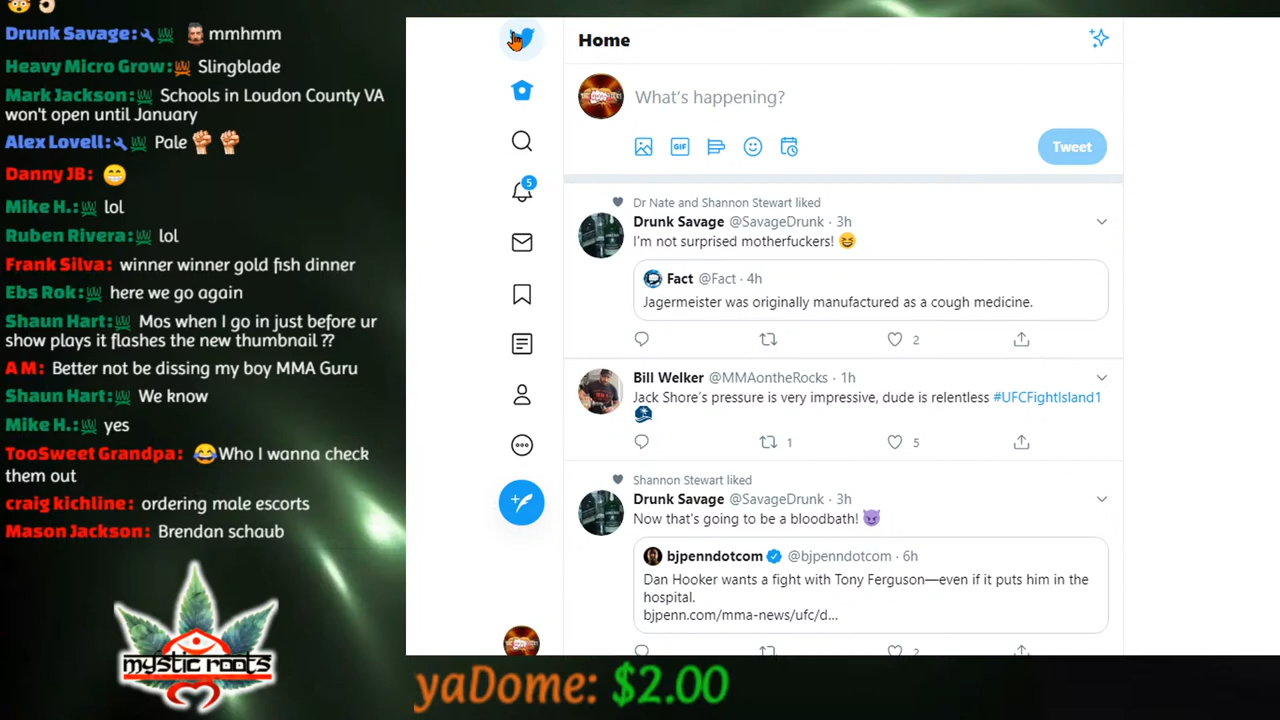 Drunk Savage: mmhmm
Heavy Micro Grow: Slingblade
Mark Jackson: Schools in Loudon County VA
won't open until January
Alex Lovell: Pale ✊🏼 ✊🏼
Danny JB: 😁
Mike H.: lol
Ruben Rivera: lol
Frank Silva: winner winner gold fish dinner
Ebs Rok: here we go again
Shaun Hart: Mos when I go in just before ur
show plays it flashes the new thumbnail ??
A M: Better not be dissing my boy MMA Guru
Shaun Hart: We know
Mike H.: yes
TooSweet Grandpa: 😂Who I wanna check
them out
craig kichline: ordering male escorts
Mason Jackson: Brendan schaub
mystic roots
Home
What's happening?
GIF
Tweet
5
Dr Nate and Shannon Stewart liked
Drunk Savage @SavageDrunk · 3h
I'm not surprised motherfuckers! 😆
Fact @Fact · 4h
Jagermeister was originally manufactured as a cough medicine.
2
Bill Welker @MMAontheRocks · 1h
Jack Shore's pressure is very impressive, dude is relentless #UFCFightIsland1
1 5
Shannon Stewart liked
Drunk Savage @SavageDrunk · 3h
Now that's going to be a bloodbath! 😈
bjpenndotcom @bjpenndotcom · 6h
Dan Hooker wants a fight with Tony Ferguson—even if it puts him in the
hospital.
bjpenn.com/mma-news/ufc/d...
2
yaDome: $2.00